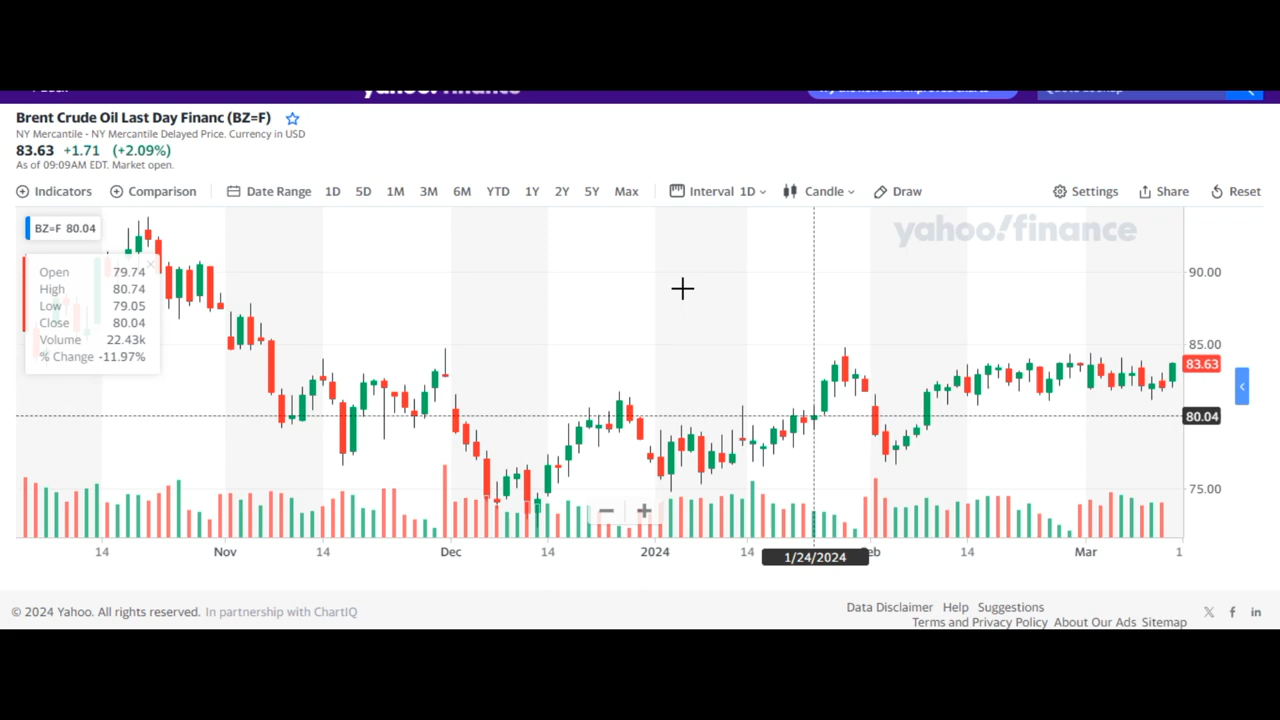 Brent Crude Oil Last Day Financ (BZ=F)
NY Mercantile - NY Mercantile Delayed Price. Currency in USD
83.63 +1.71 (+2.09%)
As of 09:09AM EDT. Market open.
Indicators Comparison Date Range 1D 5D 1M 3M 6M YTD 1Y 2Y 5Y Max Interval 1D Candle Draw Settings Share Reset
BZ=F 80.04
yahoo!finance
Open 79.74
High 80.74
Low 79.05
Close 80.04
Volume 22.43k
% Change -11.97%
90.00
85.00
83.63
80.04
75.00
14 Nov 14 Dec 14 2024 14 1/24/2024 eb 14 Mar 1
© 2024 Yahoo. All rights reserved. In partnership with ChartIQ
Data Disclaimer Help Suggestions
Terms and Privacy Policy About Our Ads Sitemap